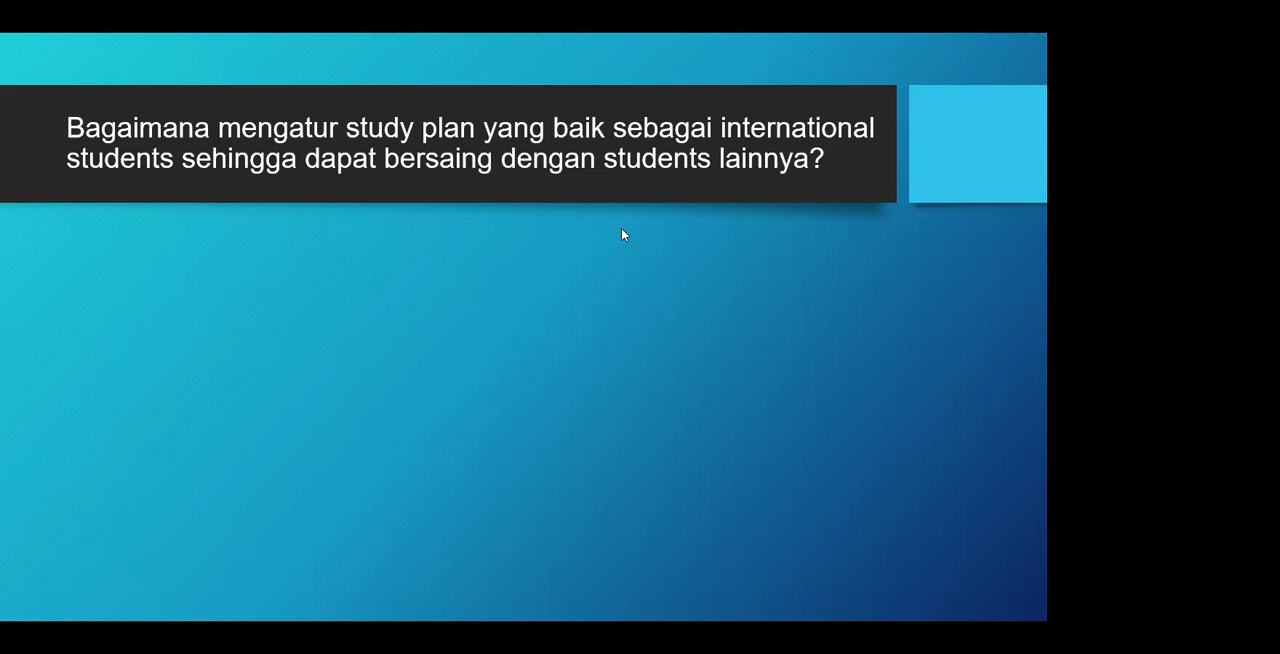 Bagaimana mengatur study plan yang baik sebagai international
students sehingga dapat bersaing dengan students lainnya?